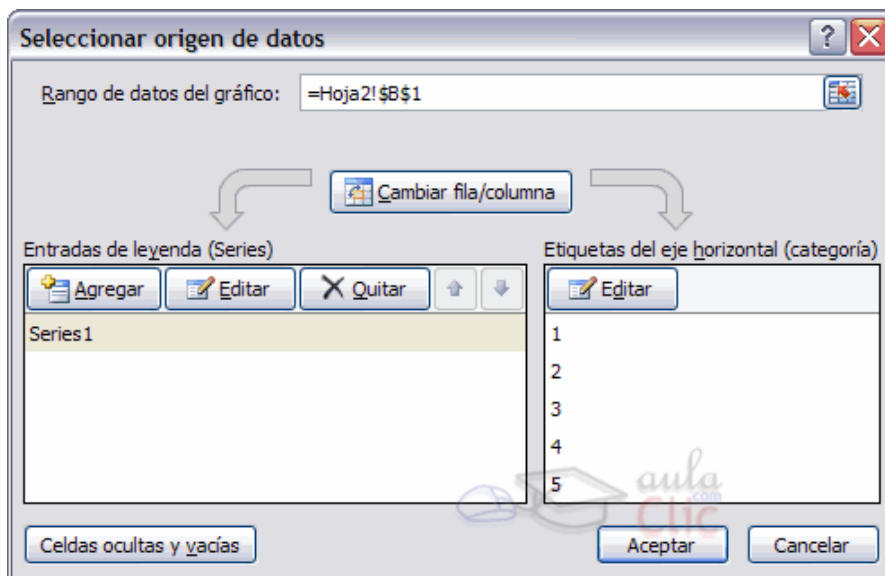 Seleccionar origen de datos
Rango de datos del gráfico: =Hoja2!$B$1
Cambiar fila/columna
Entradas de leyenda (Series)
Agregar Editar Quitar
Series1
Etiquetas del eje horizontal (categoría)
Editar
1
2
3
4
5
aula
Clic
.com
Celdas ocultas y vacías
Aceptar Cancelar